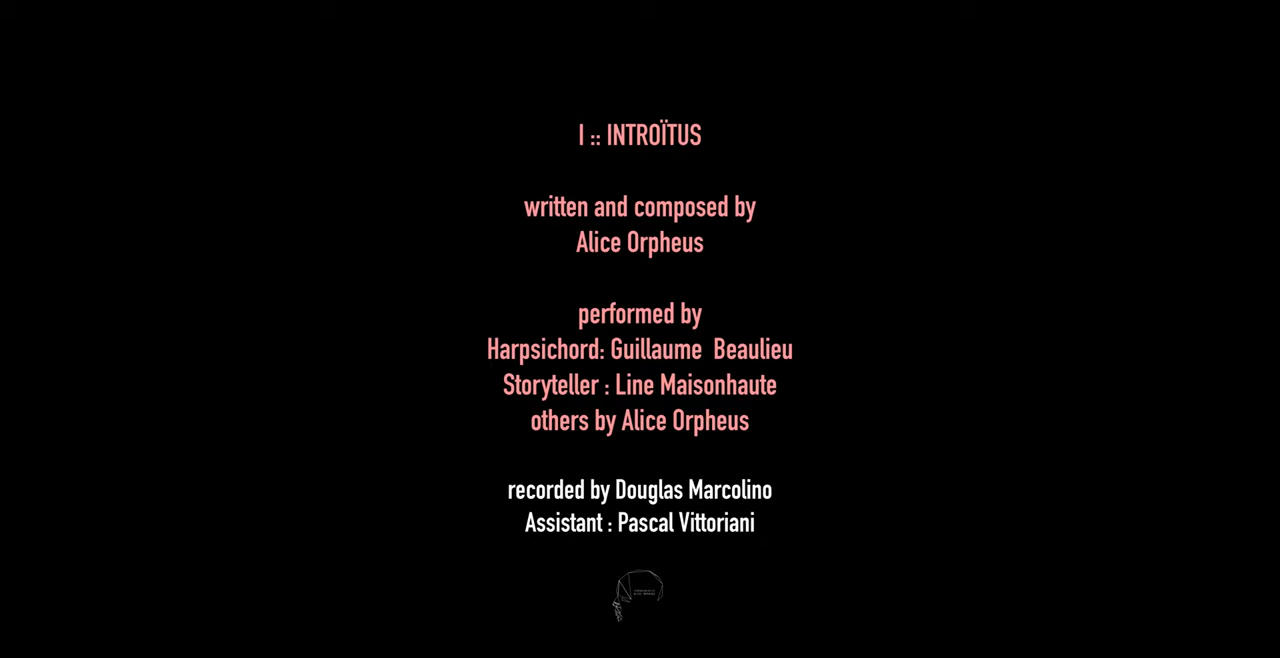 I :: INTROÏTUS
written and composed by
Alice Orpheus
performed by
Harpsichord: Guillaume  Beaulieu
Storyteller : Line Maisonhaute
others by Alice Orpheus
recorded by Douglas Marcolino
Assistant : Pascal Vittoriani